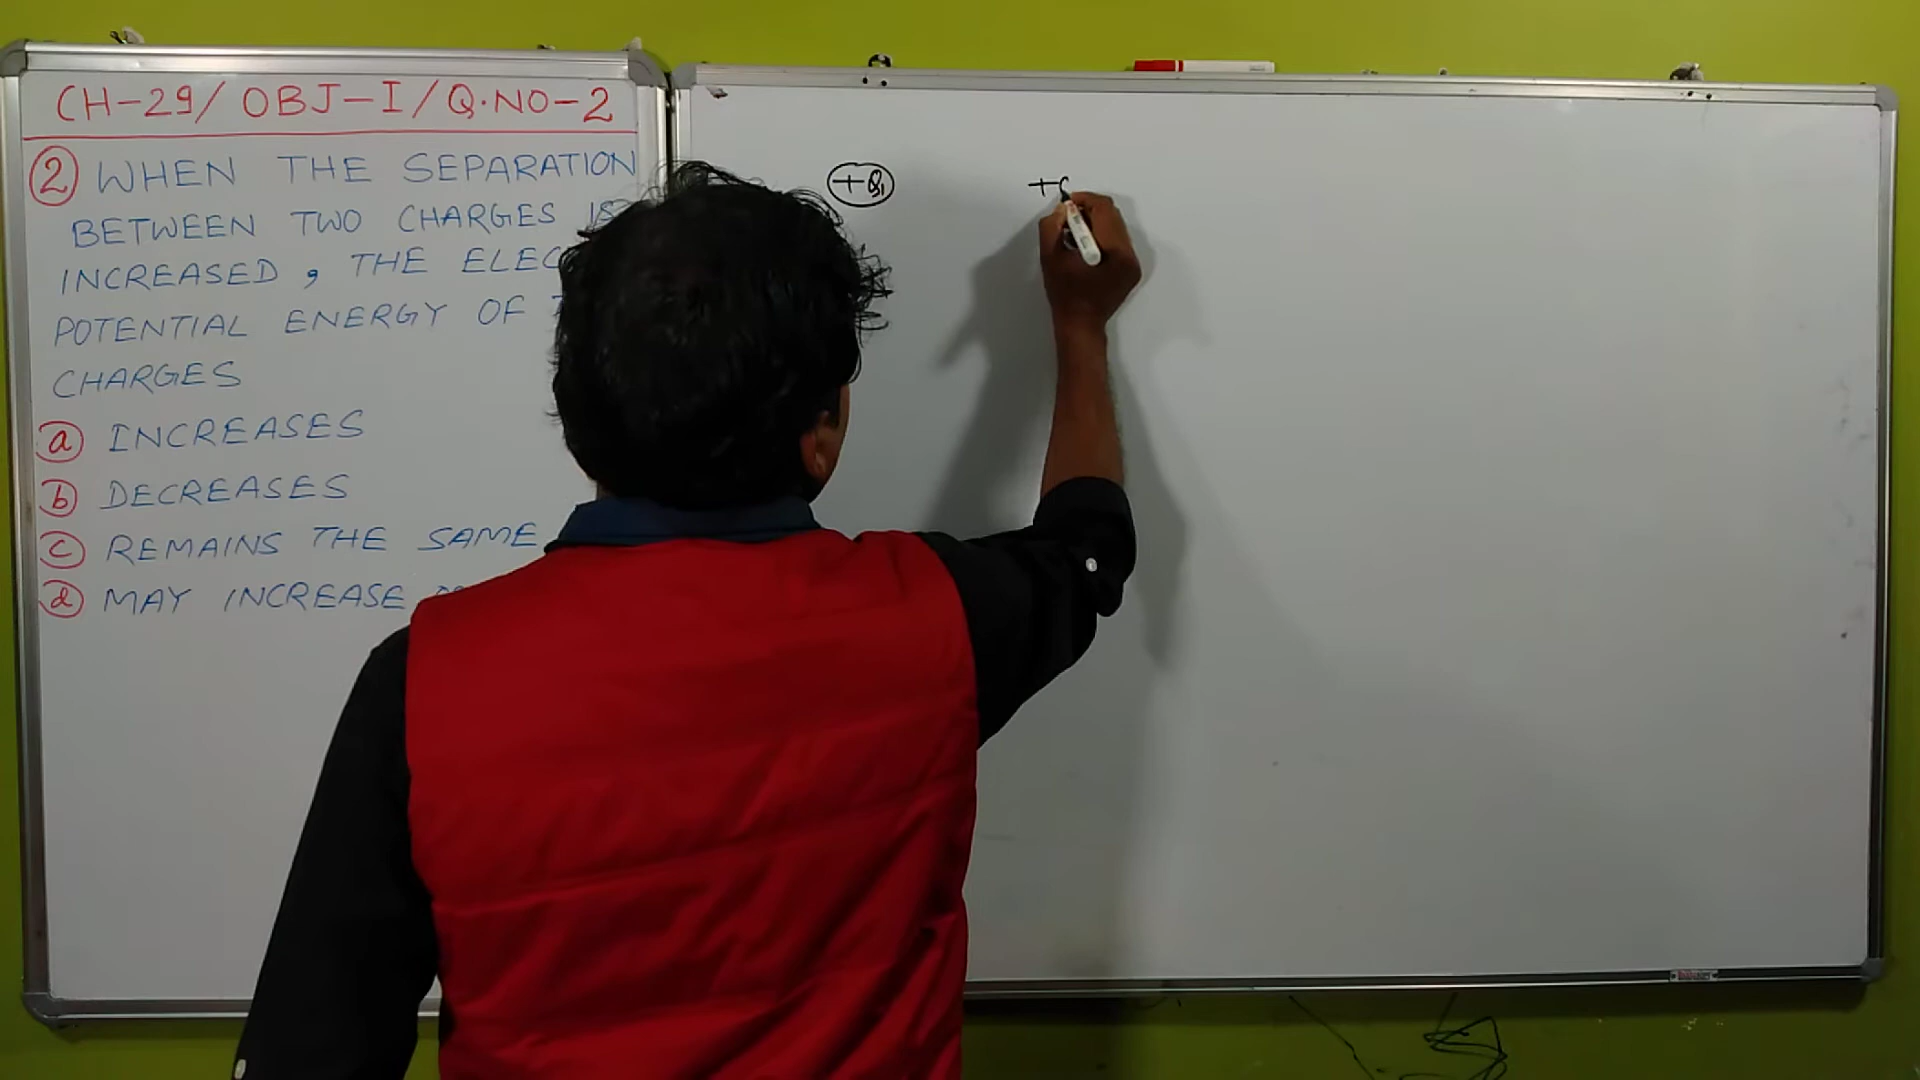 CH-29/ OBJ-I/Q.NO-2
2 WHEN THE SEPARATION
BETWEEN TWO CHARGES IS
INCREASED, THE
POTENTIAL ENERGY OF
CHARGES
a INCREASES
b DECREASES
c REMAINS THE SAME
d MAY INCREASE
+Q1